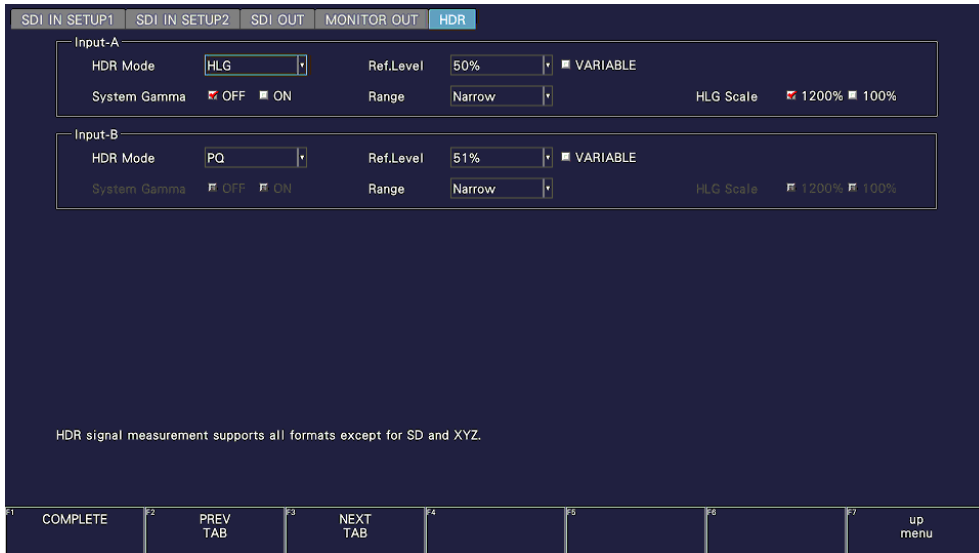 SDI IN SETUP1 SDI IN SETUP2 SDI OUT MONITOR OUT HDR
Input-A
HDR Mode HLG Ref.Level 50% VARIABLE
System Gamma OFF ON Range Narrow HLG Scale 1200% 100%
Input-B
HDR Mode PQ Ref.Level 51% VARIABLE
System Gamma OFF ON Range Narrow HLG Scale 1200% 100%
HDR signal measurement supports all formats except for SD and XYZ.
F1 COMPLETE F2 PREV F3 NEXT F4 F5 F6 F7 up
TAB TAB menu